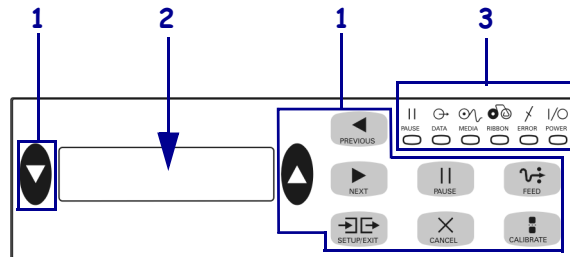 1 2 1 3
PAUSE DATA MEDIA RIBBON ERROR POWER
PREVIOUS
NEXT PAUSE FEED
SETUP/EXIT CANCEL CALIBRATE